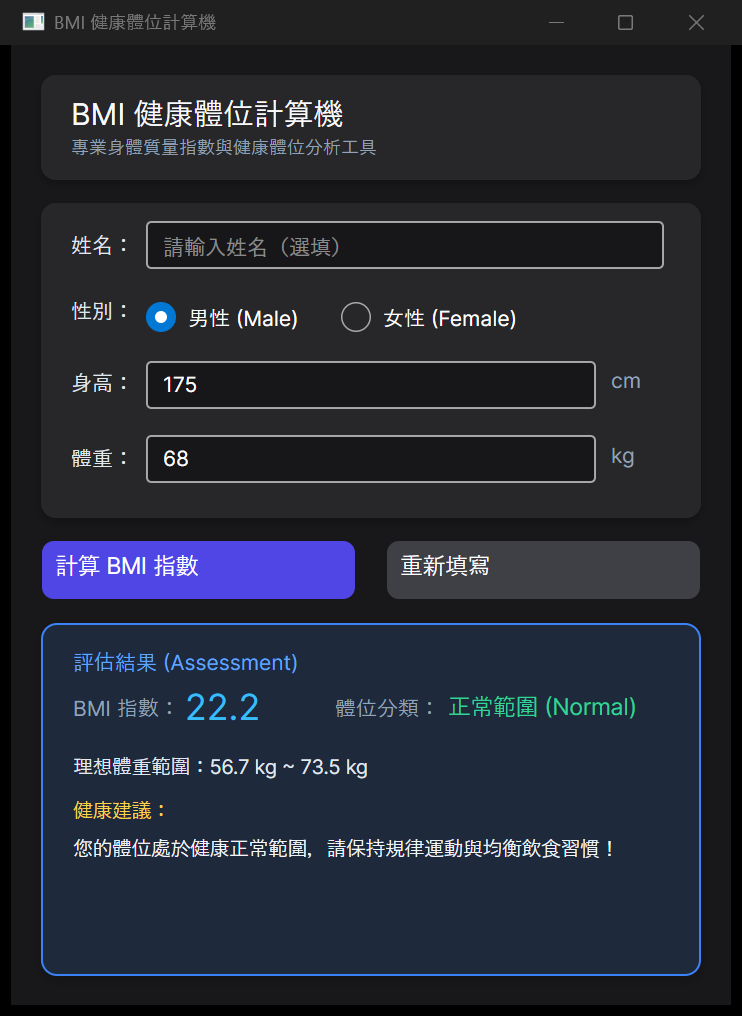 BMI 健康體位計算機
BMI 健康體位計算機
專業身體質量指數與健康體位分析工具
姓名： 請輸入姓名（選填）
性別： 男性 (Male) 女性 (Female)
身高： 175 cm
體重： 68 kg
計算 BMI 指數 重新填寫
評估結果 (Assessment)
BMI 指數： 22.2 體位分類： 正常範圍 (Normal)
理想體重範圍：56.7 kg ~ 73.5 kg
健康建議：
您的體位處於健康正常範圍，請保持規律運動與均衡飲食習慣！